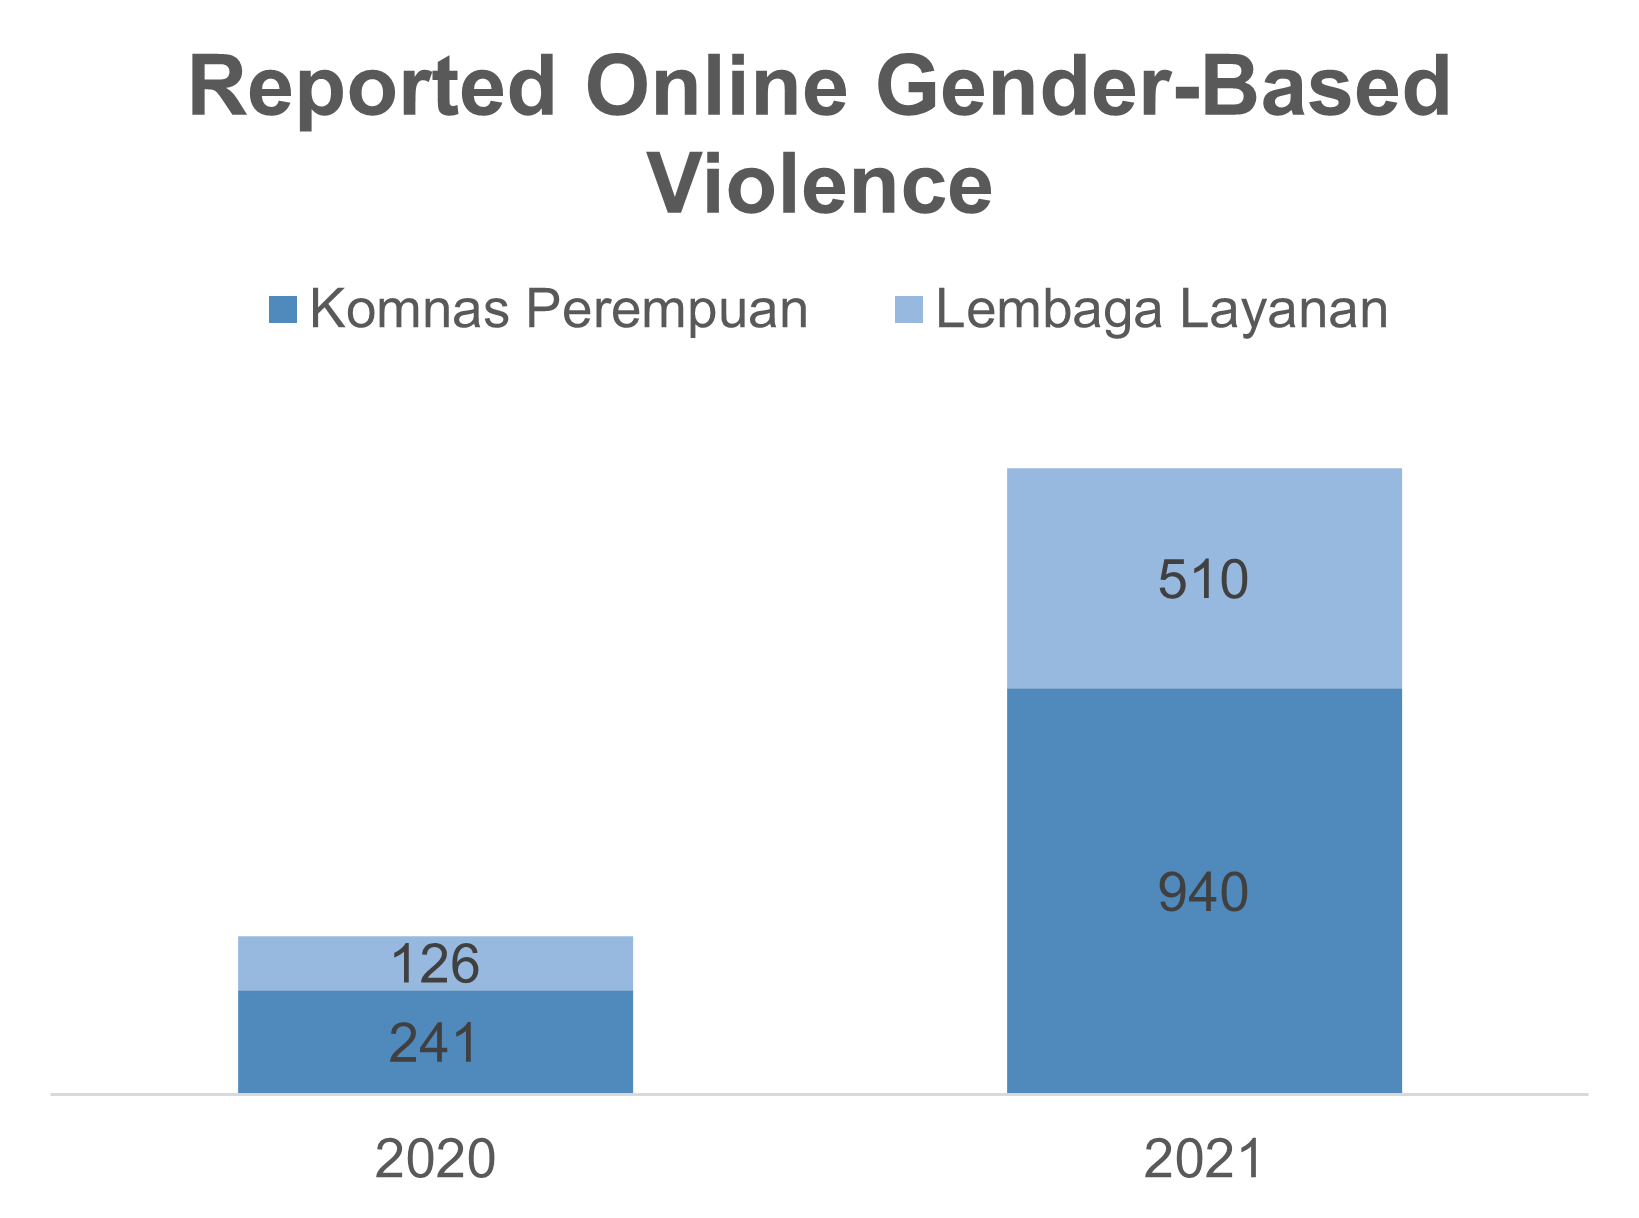 Reported Online Gender-Based
Violence
Komnas Perempuan Lembaga Layanan
510
940
126
241
2020 2021